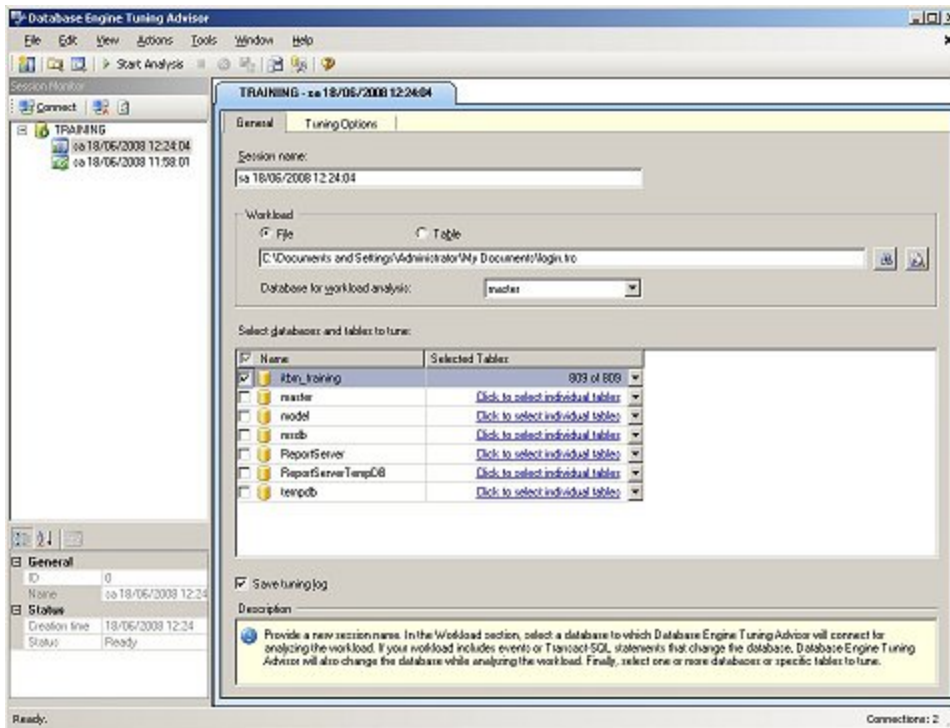 Database Engine Tuning Advisor
File Edit View Actions Tools Window Help
Start Analysis
Session Monitor
Connect
TRAINING
sa 18/06/2008 12:24:04
sa 18/06/2008 11:58:01
General
ID 0
Name sa 18/06/2008 12:24
Status
Creation time 18/06/2008 12:24
Status Ready
TRAINING - sa 18/06/2008 12:24:04
General Tuning Options
Session name:
sa 18/06/2008 12:24:04
Workload
File Table
C:\Documents and Settings\Administrator\My Documents\login.trc
Database for workload analysis: master
Select databases and tables to tune:
Name Selected Tables
itbm_training 809 of 809
master Click to select individual tables
model Click to select individual tables
msdb Click to select individual tables
ReportServer Click to select individual tables
ReportServerTempDB Click to select individual tables
tempdb Click to select individual tables
Save tuning log
Description
Provide a new session name. In the Workload section, select a database to which Database Engine Tuning Advisor will connect for
analyzing the workload. If your workload includes events or Transact-SQL statements that change the database, Database Engine Tuning
Advisor will also change the database while analyzing the workload. Finally, select one or more databases or specific tables to tune.
Ready. Connections: 2